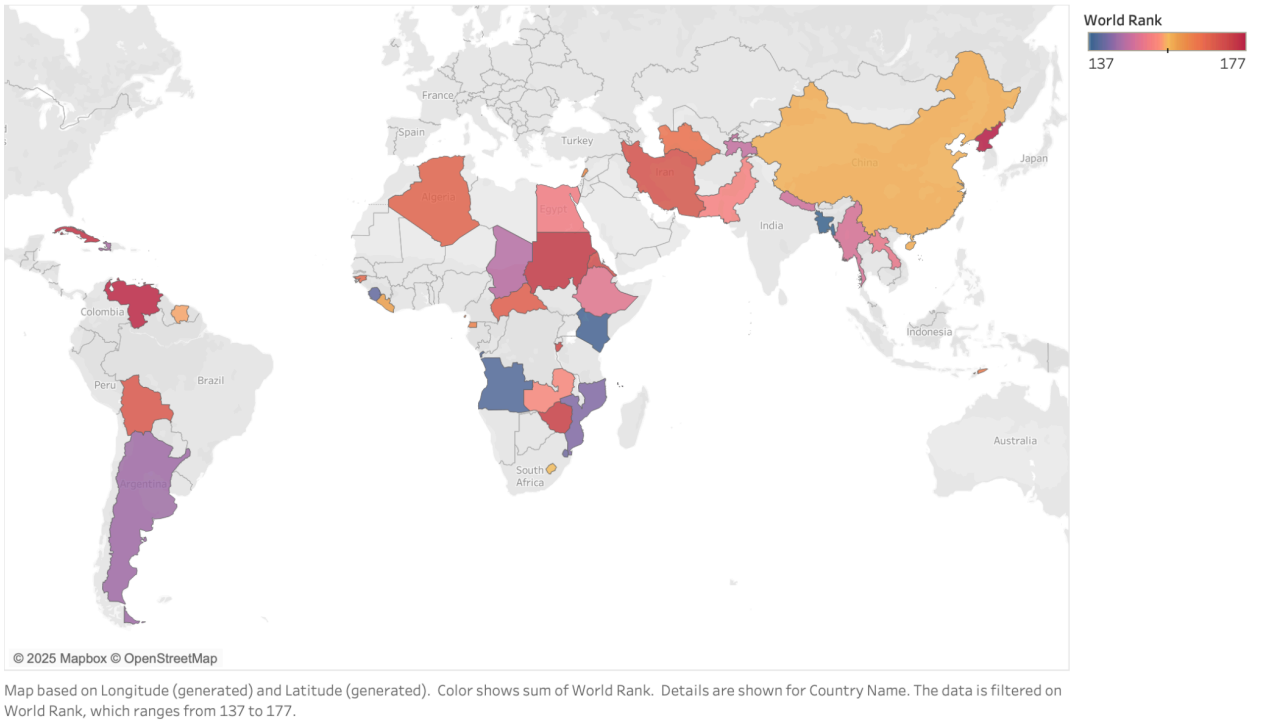 World Rank
137
177
France
Spain
Turkey
Japan
China
Iran
Algeria
Egypt
India
Colombia
Indonesia
Peru
Brazil
Australia
South
Africa
Argentina
© 2025 Mapbox © OpenStreetMap
Map based on Longitude (generated) and Latitude (generated). Color shows sum of World Rank. Details are shown for Country Name. The data is filtered on
World Rank, which ranges from 137 to 177.